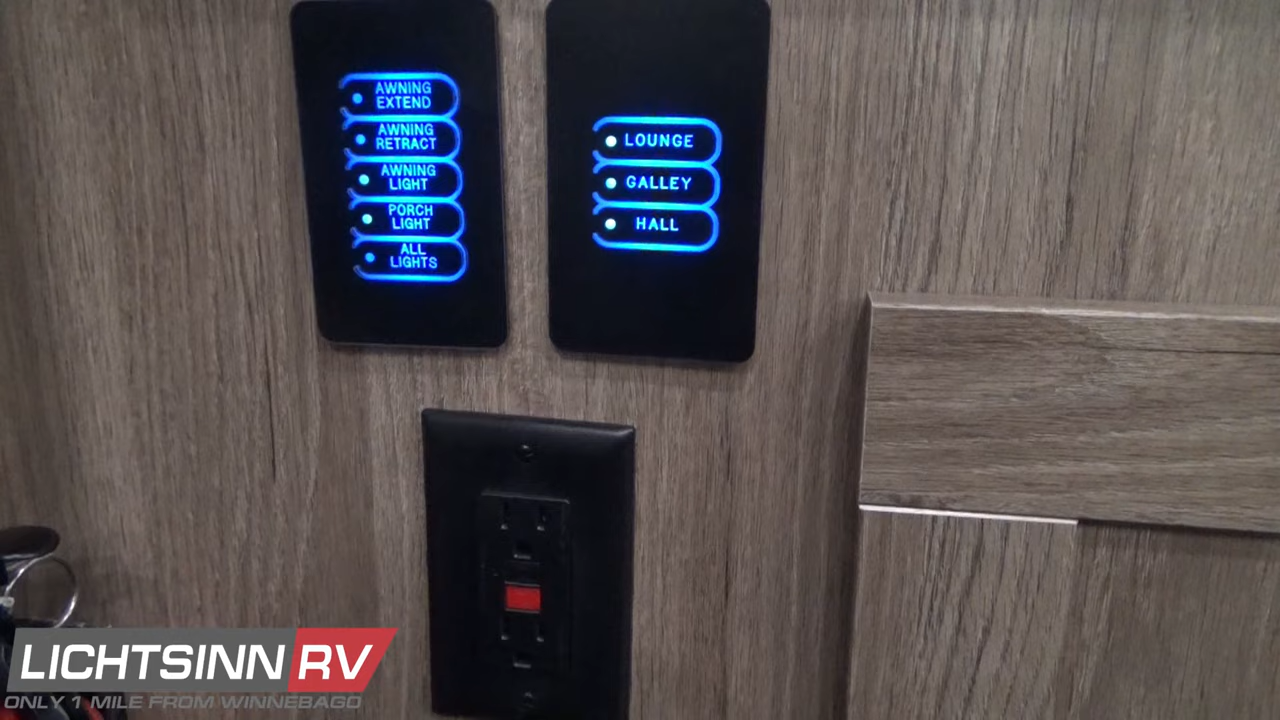 AWNING
EXTEND
AWNING
RETRACT
AWNING
LIGHT
PORCH
LIGHT
ALL
LIGHTS
LOUNGE
GALLEY
HALL
LICHTSINN RV
ONLY 1 MILE FROM WINNEBAGO